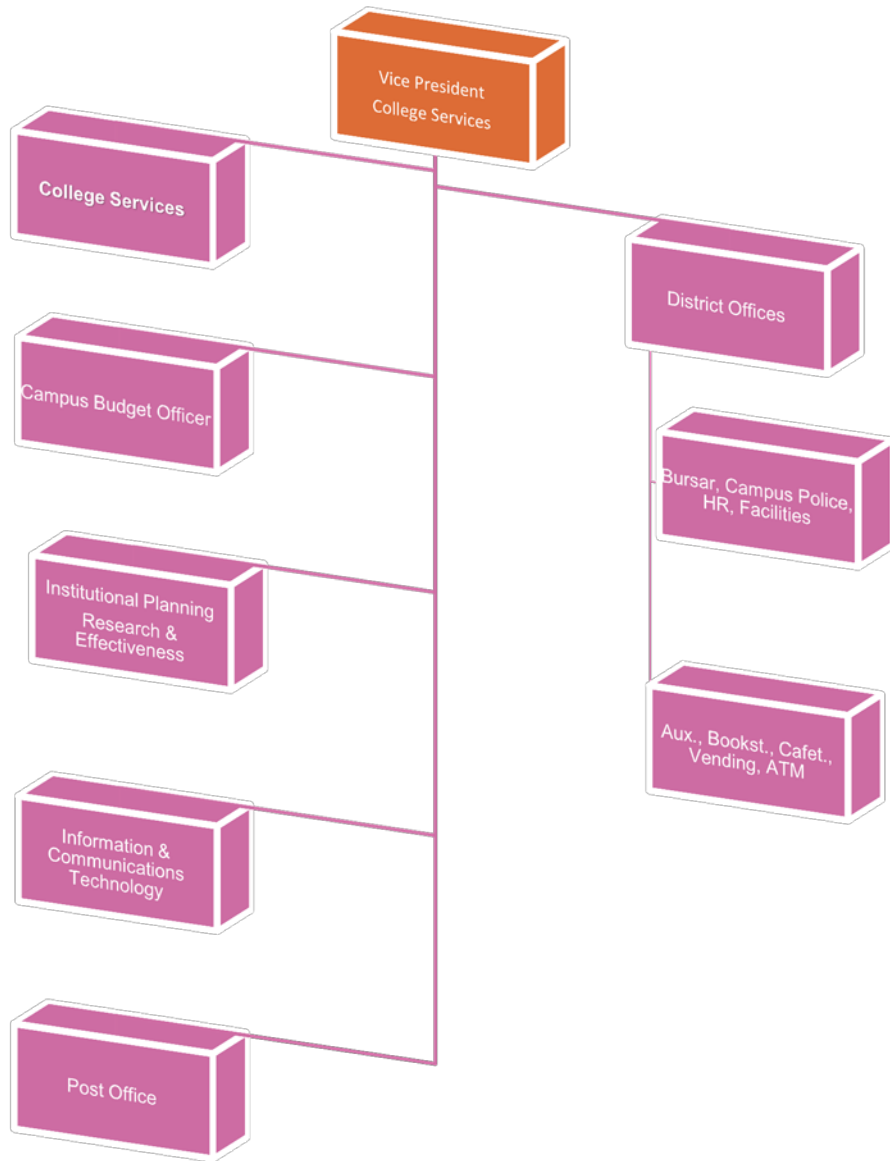 Vice President
College Services
College Services
District Offices
Campus Budget Officer
Bursar, Campus Police,
HR, Facilities
Institutional Planning
Research &
Effectiveness
Aux., Bookst., Cafet.,
Vending, ATM
Information &
Communications
Technology
Post Office